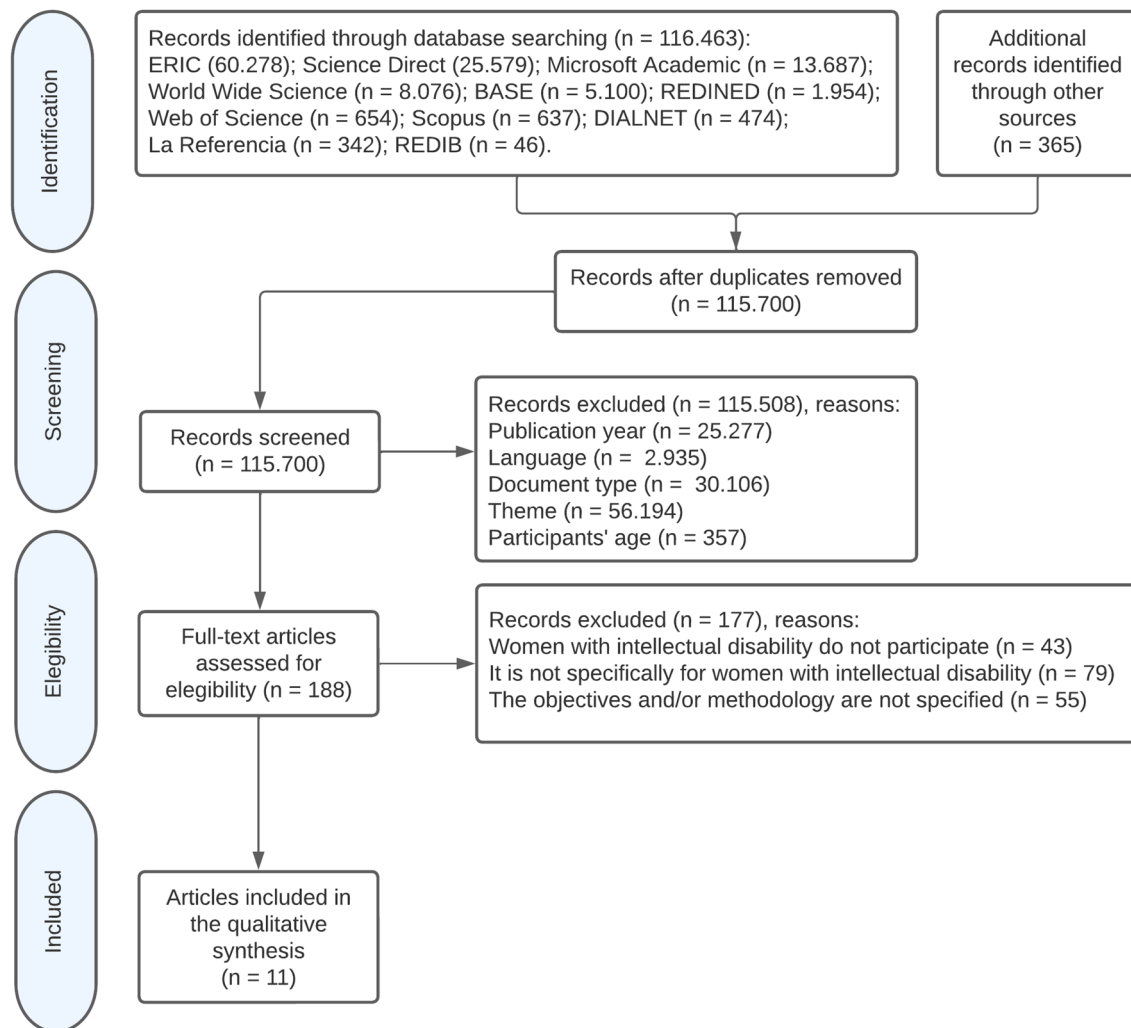 Identification
Records identified through database searching (n = 116.463):
ERIC (60.278); Science Direct (25.579); Microsoft Academic (n = 13.687);
World Wide Science (n = 8.076); BASE (n = 5.100); REDINED (n = 1.954);
Web of Science (n = 654); Scopus (n = 637); DIALNET (n = 474);
La Referencia (n = 342); REDIB (n = 46).
Additional
records identified
through other
sources
(n = 365)
Records after duplicates removed
(n = 115.700)
Screening
Records screened
(n = 115.700)
Records excluded (n = 115.508), reasons:
Publication year (n = 25.277)
Language (n =  2.935)
Document type (n =  30.106)
Theme (n = 56.194)
Participants' age (n = 357)
Elegibility
Full-text articles
assessed for
elegibility (n = 188)
Records excluded (n = 177), reasons:
Women with intellectual disability do not participate (n = 43)
It is not specifically for women with intellectual disability (n = 79)
The objectives and/or methodology are not specified (n = 55)
Included
Articles included in
the qualitative
synthesis
(n = 11)